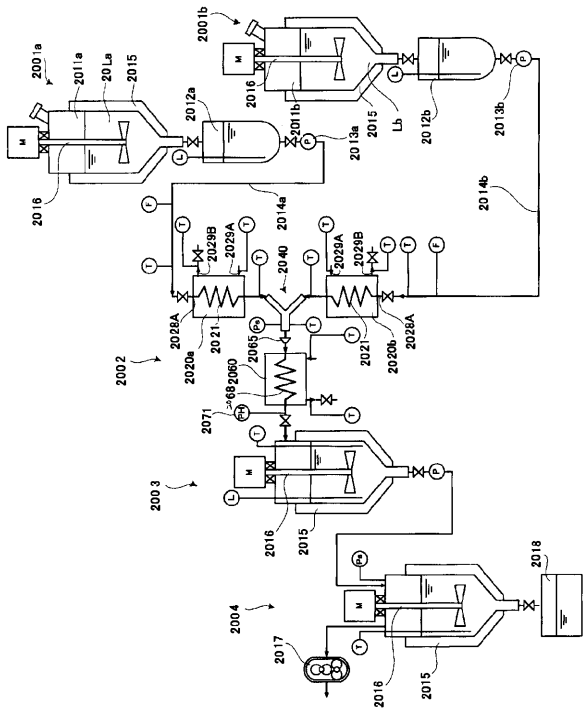 2001a
2011a
20La
2015
2016
M
2012a
L
P
2013a
2014a
2001b
M
2016
2011b
2015
Lb
L
2012b
P
2013b
2014b
F
T
T
2029B
2029A
T
2028A
2021
2020a
T
2040
Ps
T
2065
T
2029A
2029B
T
T
F
T
2021
2020b
2028A
2002
2060
2068
T
T
2071
PH
2003
T
L
M
2016
2015
P
2004
Ps
M
T
2017
2016
2015
2018